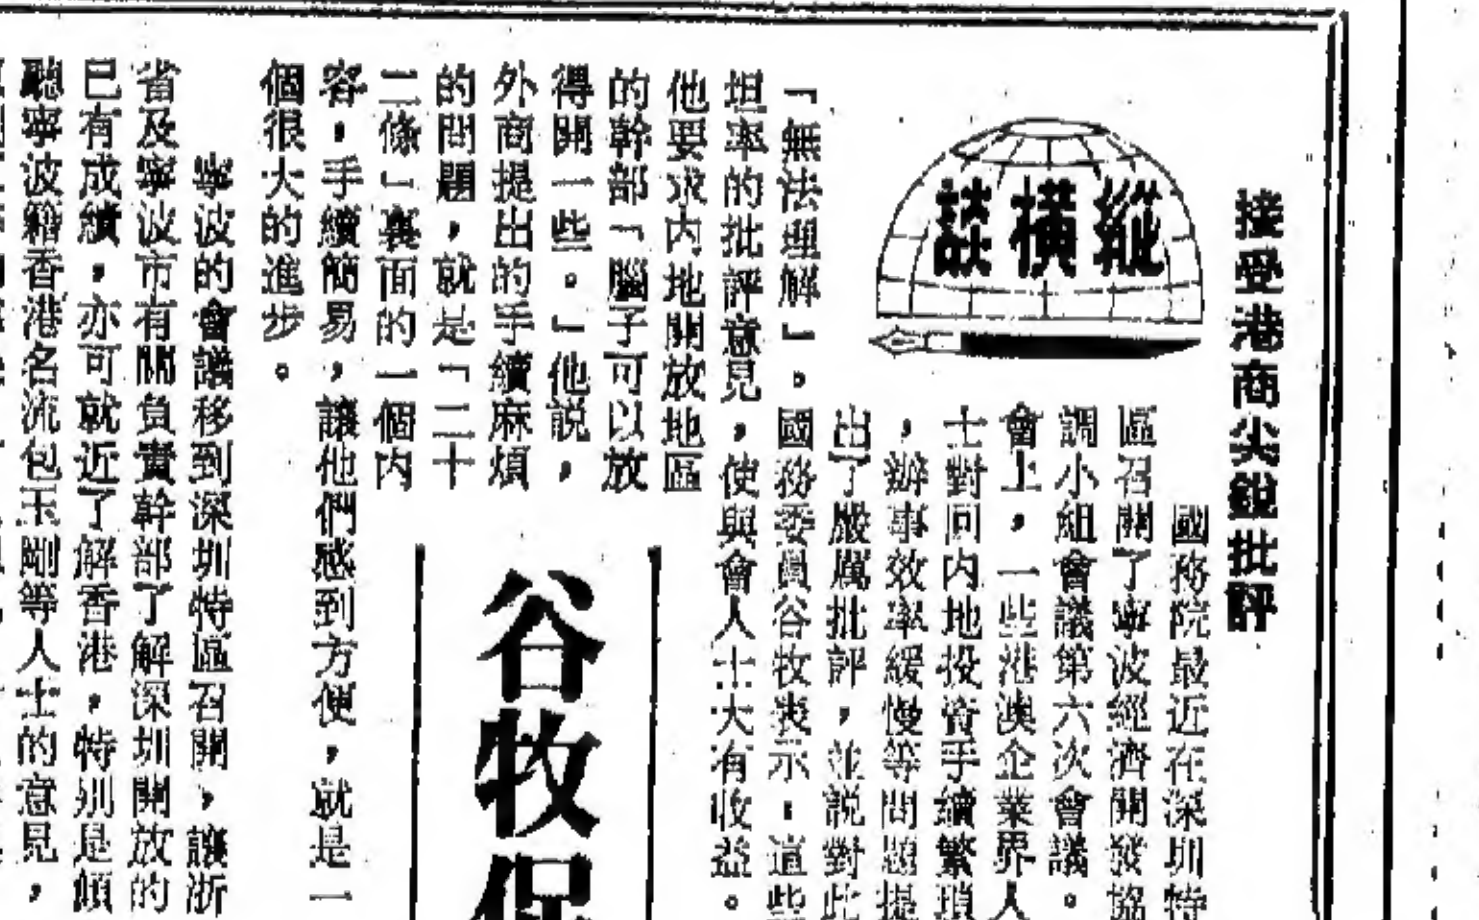 接受港商尖銳批評
縱橫談
國務院最近在深圳特
區召開了寧波經濟開發協
調小組會議第六次會議。
會上，一些港澳企業界人
士對回内地投資手續繁瑣
，辦事效率緩慢等問題提
出了嚴厲批評，並説對此
「無法理解」。國務委員谷牧表示，這些
坦率的批評意見，使與會人士大有收益。
他要求内地開放地區
的幹部「腦子可以放
得開一些。」他説，
外商提出的手續麻煩
的問題，就是「二十
二條」裏面的一個内
容，手續簡易，讓他們感到方便，就是一
個很大的進步。
谷牧保
寧波的會議移到深圳特區召開，讓浙
省及寧波市有關負責幹部了解深圳開放的
已有成績，亦可就近了解香港，特别是傾
聽寧波籍香港名流包玉剛等人士的意見，